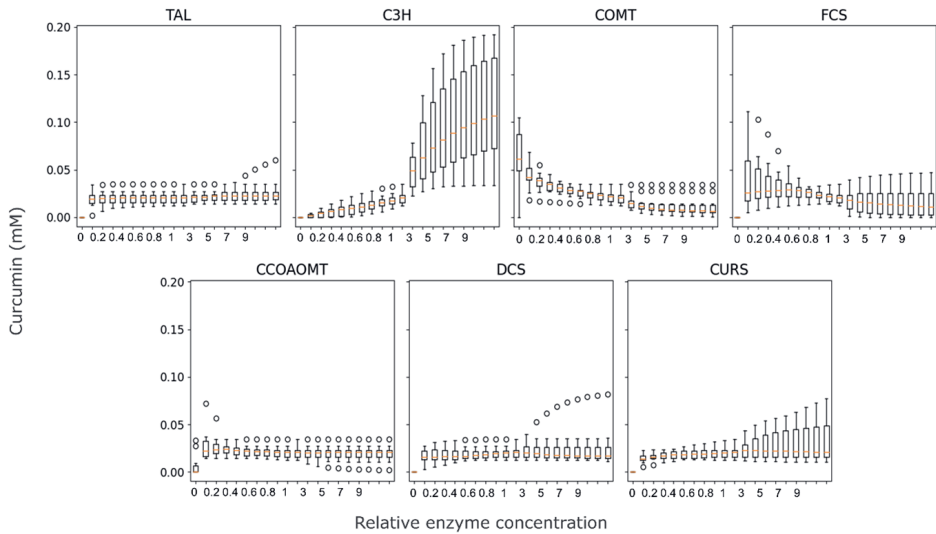 TAL C3H COMT FCS
0.20
0.15
0.10
0.05
0.00
0 0.2 0.4 0.6 0.8 1 3 5 7 9 0 0.2 0.4 0.6 0.8 1 3 5 7 9 0 0.2 0.4 0.6 0.8 1 3 5 7 9 0 0.2 0.4 0.6 0.8 1 3 5 7 9
Curcumin (mM)
CCOAOMT DCS CURS
0.20
0.15
0.10
0.05
0.00
0 0.2 0.4 0.6 0.8 1 3 5 7 9 0 0.2 0.4 0.6 0.8 1 3 5 7 9 0 0.2 0.4 0.6 0.8 1 3 5 7 9
Relative enzyme concentration